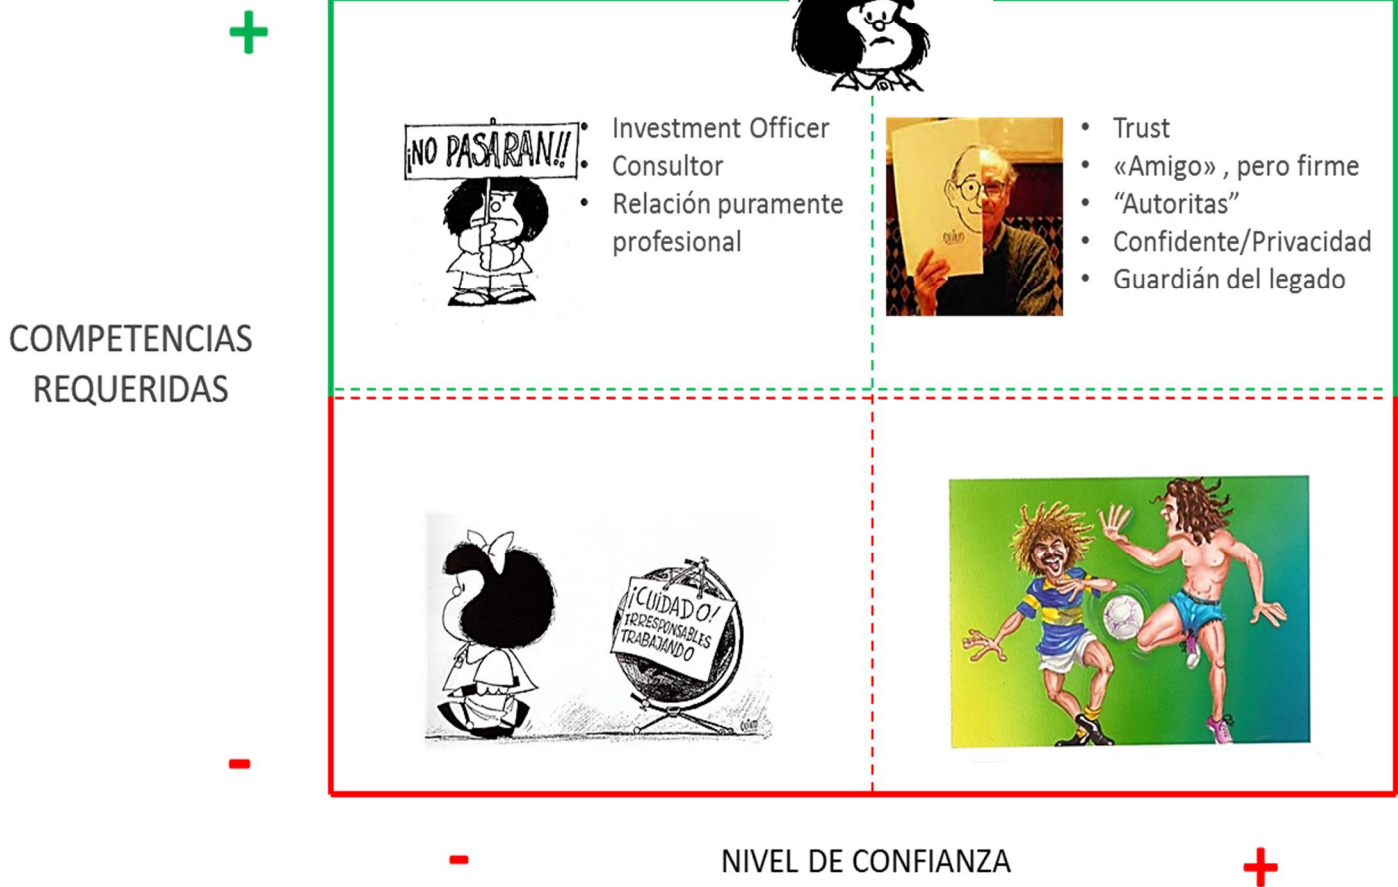 +
¡NO PASARAN!!
• Investment Officer
• Consultor
• Relación puramente
profesional
• Trust
• «Amigo» , pero firme
• “Autoritas”
• Confidente/Privacidad
• Guardián del legado
COMPETENCIAS
REQUERIDAS
¡CUIDADO!
IRRESPONSABLES
TRABAJANDO
-
-
NIVEL DE CONFIANZA
+